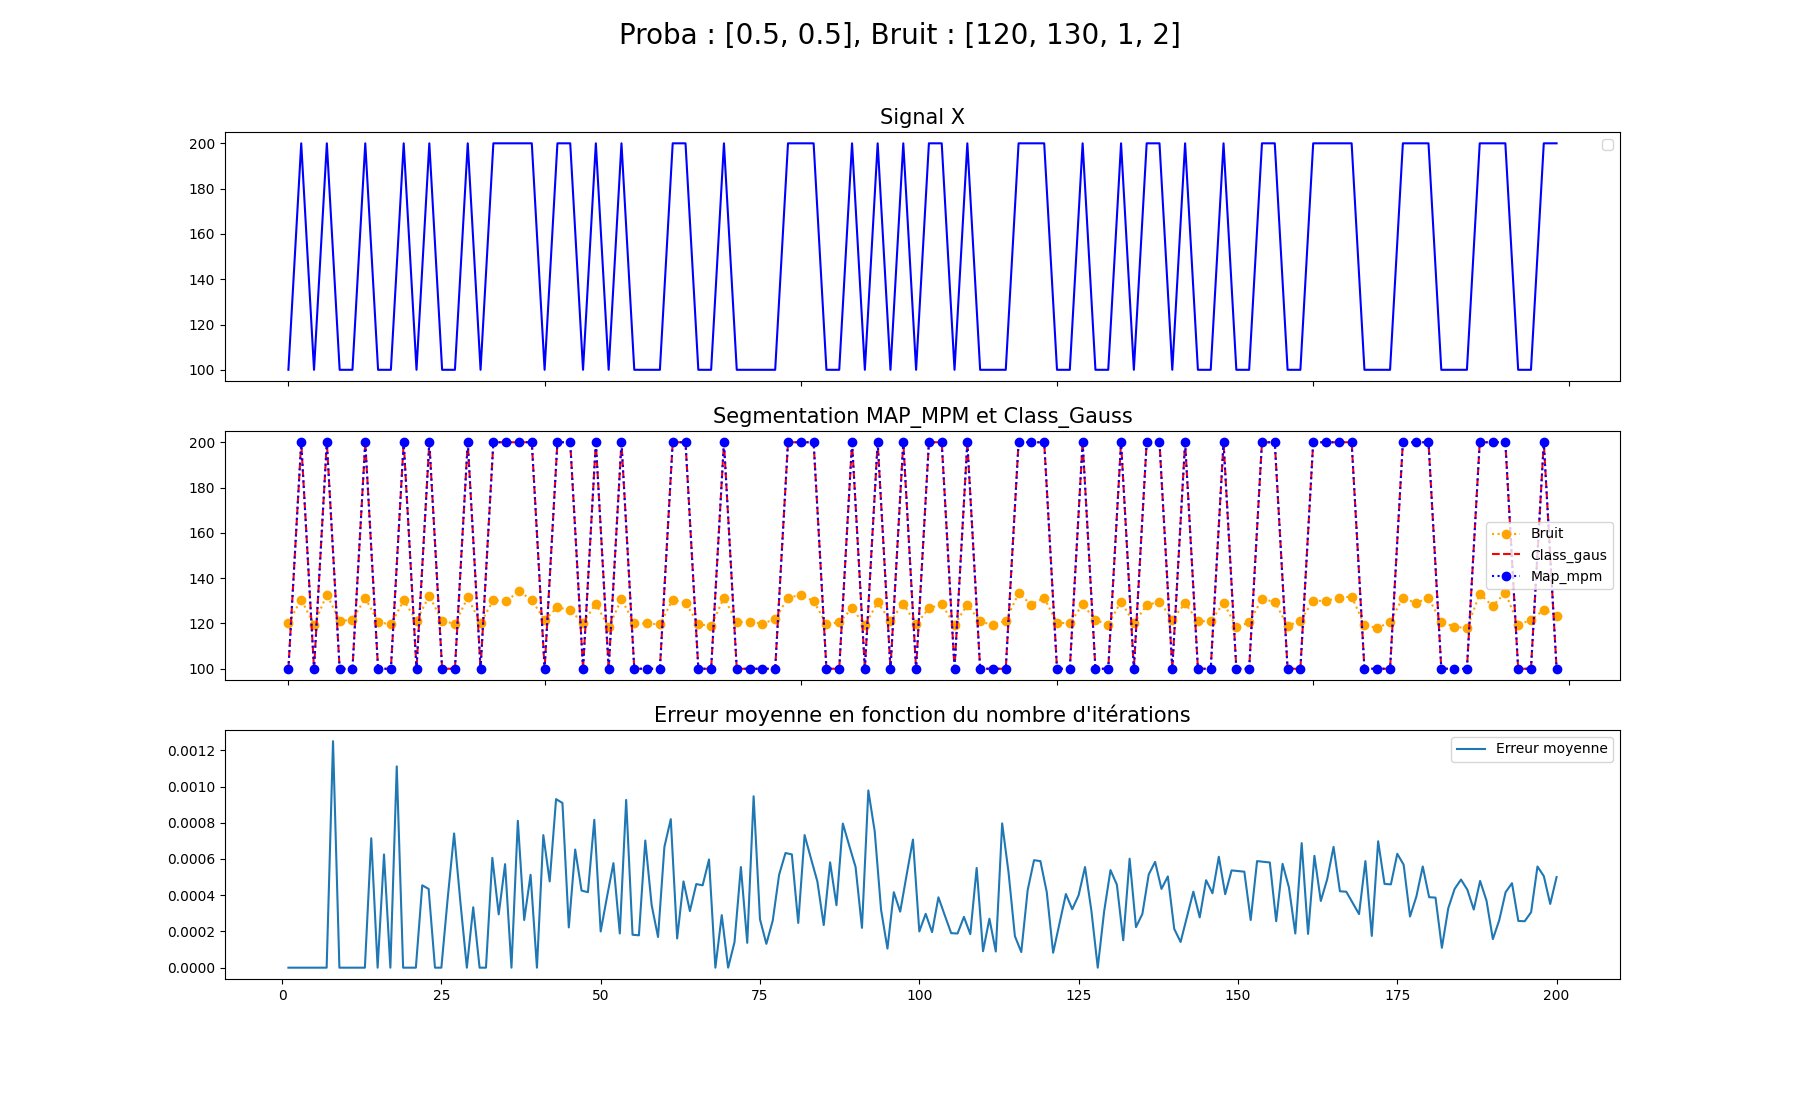 Proba : [0.5, 0.5], Bruit : [120, 130, 1, 2]
Signal X
200
180
160
140
120
100
Segmentation MAP_MPM et Class_Gauss
200
180
160
140
120
100
Bruit
Class_gaus
Map_mpm
Erreur moyenne en fonction du nombre d'itérations
0.0012
0.0010
0.0008
0.0006
0.0004
0.0002
0.0000
Erreur moyenne
0 25 50 75 100 125 150 175 200